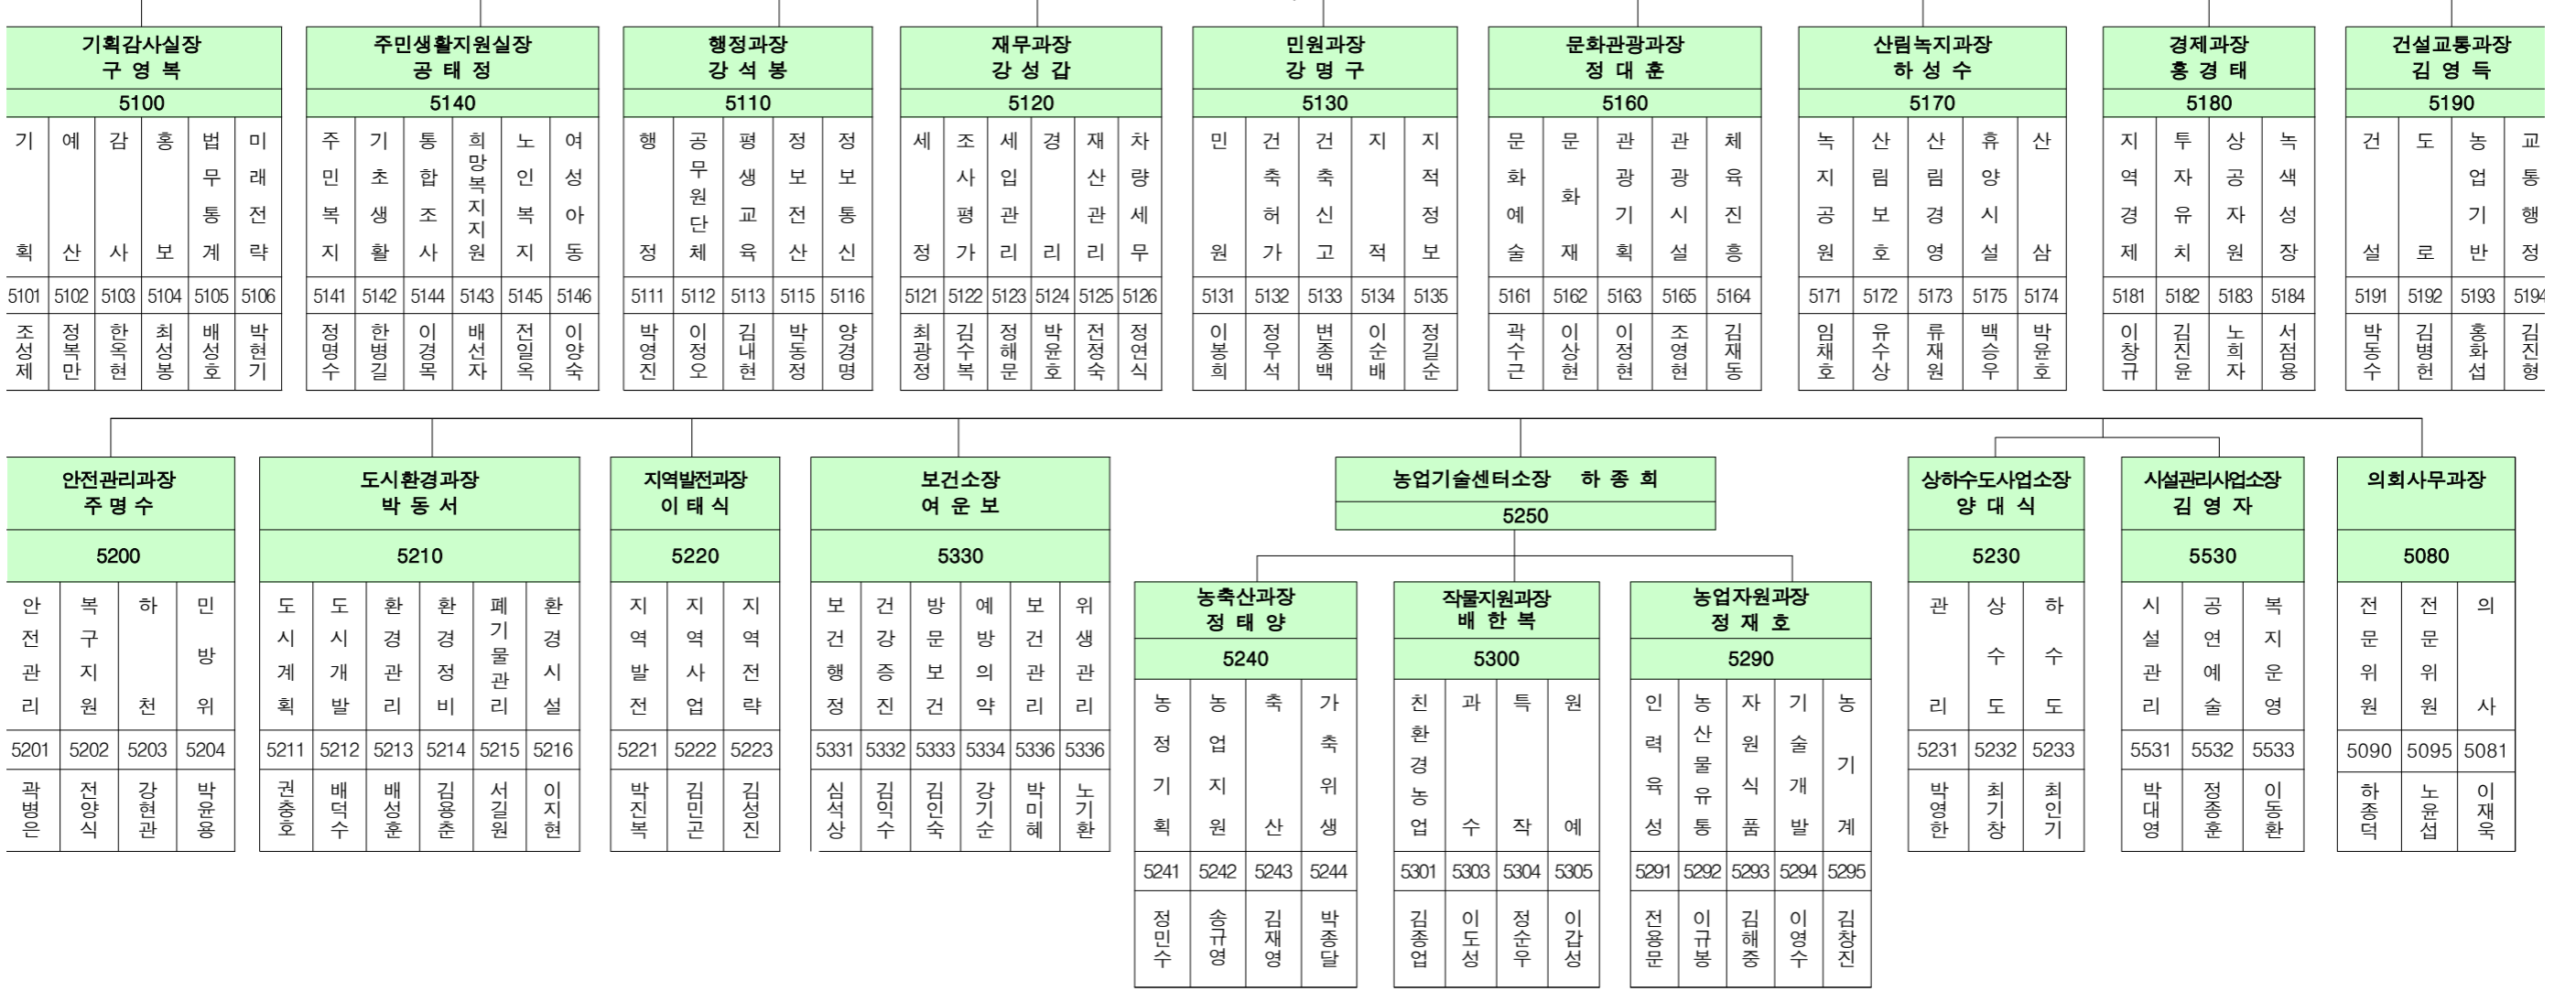 기획감사실장
구 영 복
5100
기획 예산 감사 홍보 법무통계 미래전략
5101 5102 5103 5104 5105 5106
조성제 정복만 한옥현 최성봉 배성호 박현기
주민생활지원실장
공 태 정
5140
주민복지 기초생활 통합조사 희망복지지원 노인복지 여성아동
5141 5142 5144 5143 5145 5146
정명수 한병길 이경목 배선자 전일옥 이양숙
행정과장
강 석 봉
5110
행정 공무원단체 평생교육 정보전산 정보통신
5111 5112 5113 5115 5116
박영진 이정오 김내현 박동정 양경명
재무과장
강 성 갑
5120
세정 조사평가 세입관리 경리 재산관리 차량세무
5121 5122 5123 5124 5125 5126
최광정 김수복 정해문 박윤호 전정숙 정연식
민원과장
강 명 구
5130
민원 건축허가 건축신고 지적 지적정보
5131 5132 5133 5134 5135
이봉희 정우석 변종백 이순배 정길순
문화관광과장
정 대 훈
5160
문화예술 문화재 관광기획 관광시설 체육진흥
5161 5162 5163 5165 5164
곽수근 이상현 이정현 조영현 김재동
산림녹지과장
하 성 수
5170
녹지공원 산림보호 산림경영 휴양시설 산삼
5171 5172 5173 5175 5174
임채호 유수상 류재원 백승우 박윤호
경제과장
홍 경 태
5180
지역경제 투자유치 상공자원 녹색성장
5181 5182 5183 5184
이창규 김진윤 노희자 서점용
건설교통과장
김 영 득
5190
건설 도로 농업기반 교통행정
5191 5192 5193 5194
박동수 김병헌 홍화섭 김진형
안전관리과장
주 명 수
5200
안전관리 복구지원 하천 민방위
5201 5202 5203 5204
곽병은 전양식 강현관 박윤용
도시환경과장
박 동 서
5210
도시계획 도시개발 환경관리 환경정비 폐기물관리 환경시설
5211 5212 5213 5214 5215 5216
권충호 배덕수 배성훈 김용춘 서길원 이지현
지역발전과장
이 태 식
5220
지역발전 지역사업 지역전략
5221 5222 5223
박진복 김민곤 김성진
보건소장
여 운 보
5330
보건행정 건강증진 방문보건 예방의약 보건관리 위생관리
5331 5332 5333 5334 5336 5336
심석상 김익수 김인숙 강기순 박미혜 노기환
농업기술센터소장 하 종 희
5250
농축산과장
정 태 양
5240
농정기획 농업지원 축산 가축위생
5241 5242 5243 5244
정민수 송규영 김재영 박종달
작물지원과장
배 한 복
5300
친환경농업 과수 특작 원예
5301 5303 5304 5305
김종업 이도성 정순우 이갑성
농업자원과장
정 재 호
5290
인력육성 농산물유통 자원식품 기술개발 농기계
5291 5292 5293 5294 5295
전용문 이규봉 김해중 이영수 김창진
상하수도사업소장
양 대 식
5230
관리 상수도 하수도
5231 5232 5233
박영한 최기창 최인기
시설관리사업소장
김 영 자
5530
시설관리 공연예술 복지운영
5531 5532 5533
박대영 정종훈 이동환
의회사무과장
5080
전문위원 전문위원 의사
5090 5095 5081
하종덕 노윤섭 이재욱